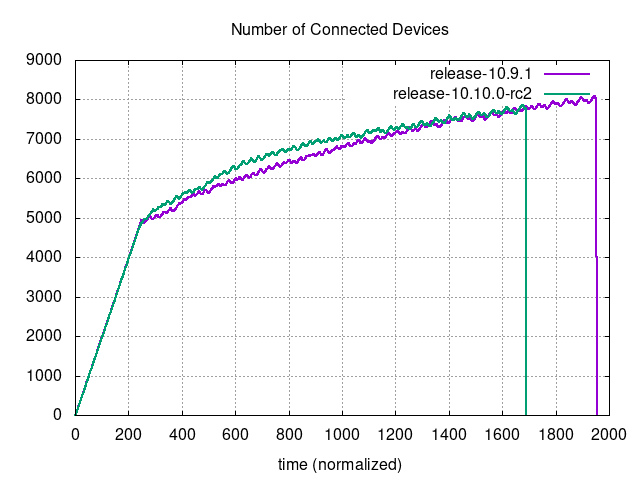 Number of Connected Devices
9000
8000
7000
6000
5000
4000
3000
2000
1000
0
release-10.9.1
release-10.10.0-rc2
0 200 400 600 800 1000 1200 1400 1600 1800 2000
time (normalized)